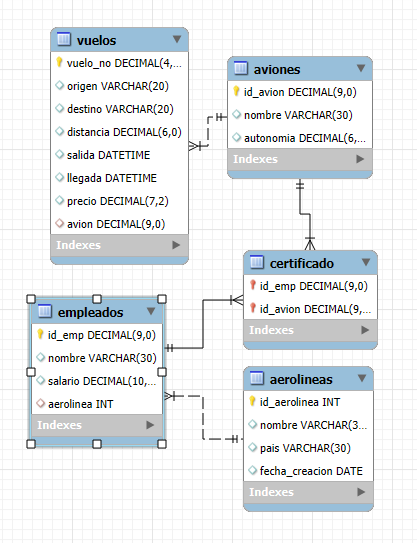 vuelos
vuelo_no DECIMAL(4,...
origen VARCHAR(20)
destino VARCHAR(20)
distancia DECIMAL(6,0)
salida DATETIME
llegada DATETIME
precio DECIMAL(7,2)
avion DECIMAL(9,0)
Indexes
aviones
id_avion DECIMAL(9,0)
nombre VARCHAR(30)
autonomia DECIMAL(6,...
Indexes
certificado
id_emp DECIMAL(9,0)
id_avion DECIMAL(9,...
Indexes
empleados
id_emp DECIMAL(9,0)
nombre VARCHAR(30)
salario DECIMAL(10,...
aerolinea INT
Indexes
aerolineas
id_aerolinea INT
nombre VARCHAR(3...
pais VARCHAR(30)
fecha_creacion DATE
Indexes